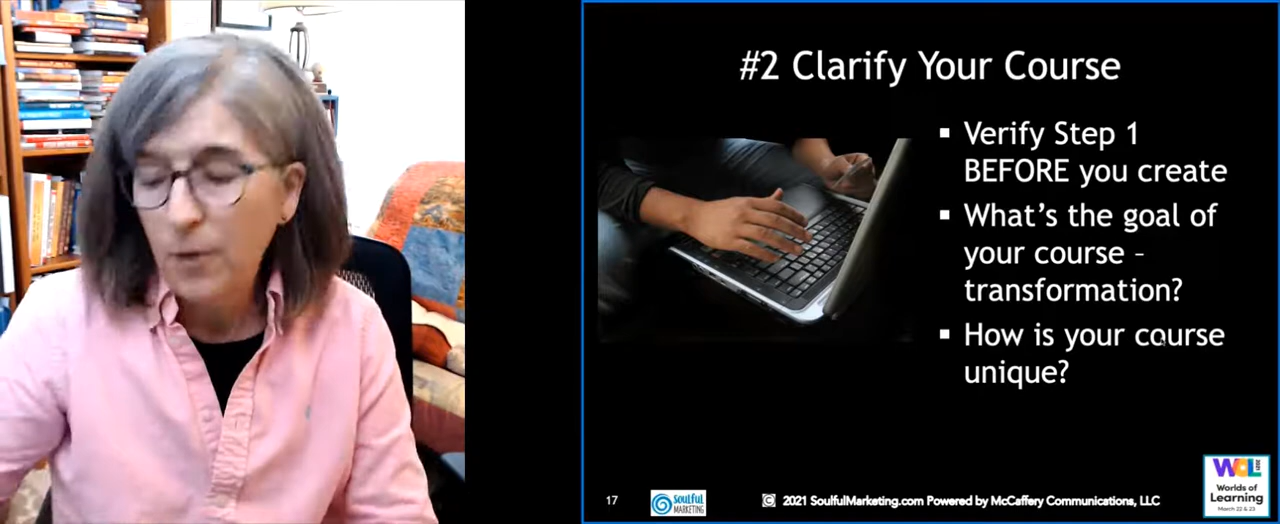 #2 Clarify Your Course
▪ Verify Step 1
BEFORE you create
▪ What's the goal of
your course –
transformation?
▪ How is your course
unique?
17
soulful
MARKETING
© 2021 SoulfulMarketing.com Powered by McCaffery Communications, LLC
WOL 2021
Worlds of
Learning
March 22 & 23